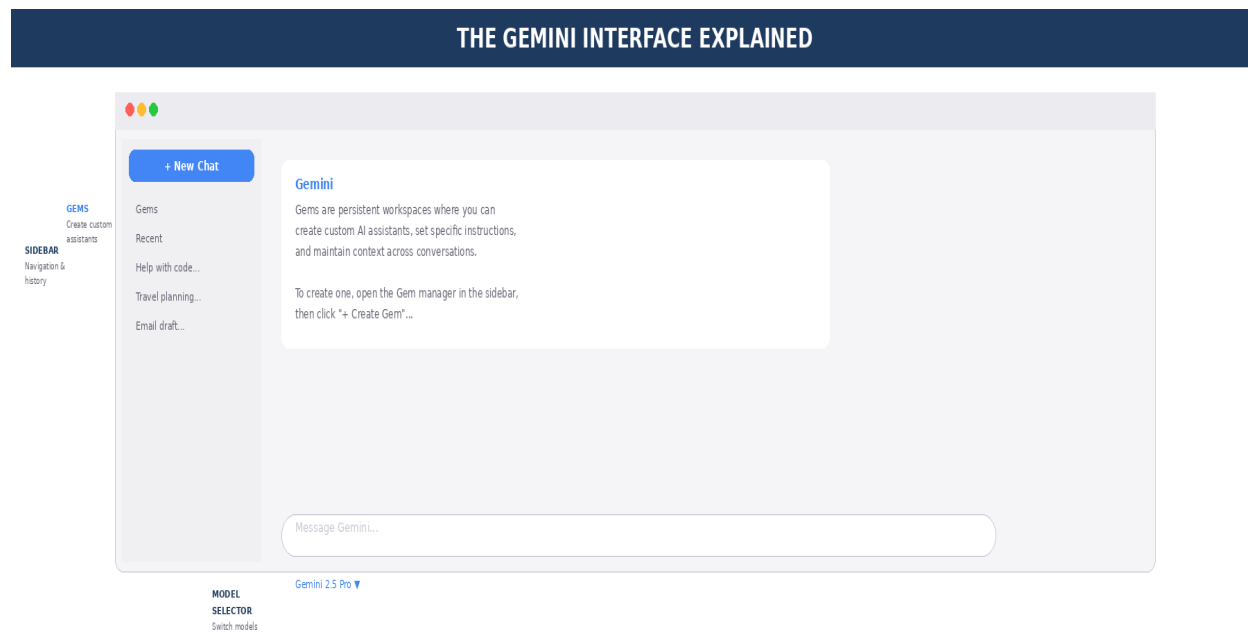 THE GEMINI INTERFACE EXPLAINED
+ New Chat
Gems
Recent
Help with code...
Travel planning...
Email draft...
GEMS
Create custom
assistants
SIDEBAR
Navigation &
history
Gemini
Gems are persistent workspaces where you can
create custom AI assistants, set specific instructions,
and maintain context across conversations.
To create one, open the Gem manager in the sidebar,
then click "+ Create Gem"...
Message Gemini...
Gemini 2.5 Pro ▼
MODEL
SELECTOR
Switch models